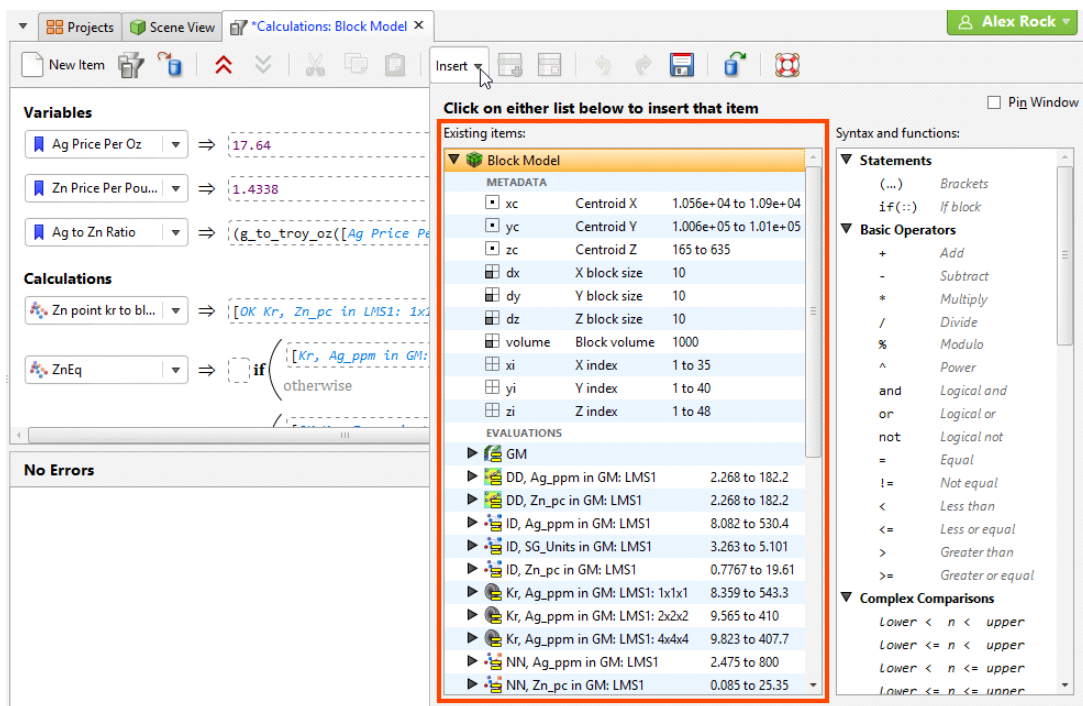 Projects Scene View *Calculations: Block Model X Alex Rock
New Item Insert
Variables
Ag Price Per Oz ⇒ 17.64
Zn Price Per Pou... ⇒ 1.4338
Ag to Zn Ratio ⇒ (g_to_troy_oz([Ag Price Pe
Calculations
Zn point kr to bl... ⇒ [OK Kr, Zn_pc in LMS1: 1x1
ZnEq ⇒ if [Kr, Ag_ppm in GM:
otherwise
No Errors
Click on either list below to insert that item
Pin Window
Existing items:
Block Model
METADATA
xc Centroid X 1.056e+04 to 1.09e+04
yc Centroid Y 1.006e+05 to 1.01e+05
zc Centroid Z 165 to 635
dx X block size 10
dy Y block size 10
dz Z block size 10
volume Block volume 1000
xi X index 1 to 35
yi Y index 1 to 40
zi Z index 1 to 48
EVALUATIONS
GM
DD, Ag_ppm in GM: LMS1 2.268 to 182.2
DD, Zn_pc in GM: LMS1 2.268 to 182.2
ID, Ag_ppm in GM: LMS1 8.082 to 530.4
ID, SG_Units in GM: LMS1 3.263 to 5.101
ID, Zn_pc in GM: LMS1 0.7767 to 19.61
Kr, Ag_ppm in GM: LMS1: 1x1x1 8.359 to 543.3
Kr, Ag_ppm in GM: LMS1: 2x2x2 9.565 to 410
Kr, Ag_ppm in GM: LMS1: 4x4x4 9.823 to 407.7
NN, Ag_ppm in GM: LMS1 2.475 to 800
NN, Zn_pc in GM: LMS1 0.085 to 25.35
Syntax and functions:
Statements
(...) Brackets
if(::) If block
Basic Operators
+ Add
- Subtract
* Multiply
/ Divide
% Modulo
^ Power
and Logical and
or Logical or
not Logical not
= Equal
!= Not equal
< Less than
<= Less or equal
> Greater than
>= Greater or equal
Complex Comparisons
Lower < n < upper
Lower <= n < upper
Lower < n <= upper
Lower <= n <= upper